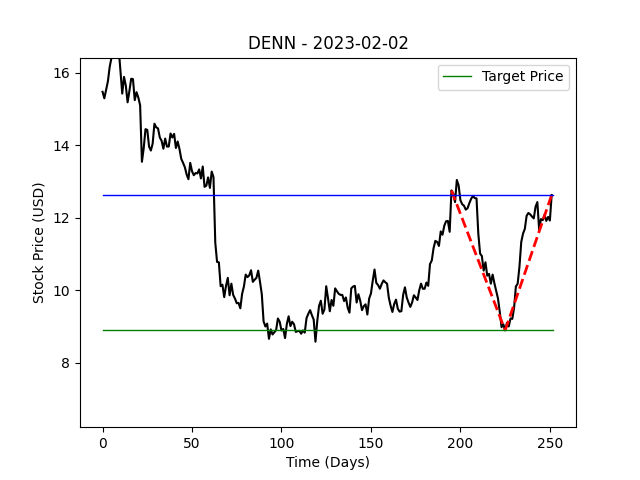 DENN - 2023-02-02
Target Price
16
14
12
10
8
Stock Price (USD)
0 50 100 150 200 250
Time (Days)